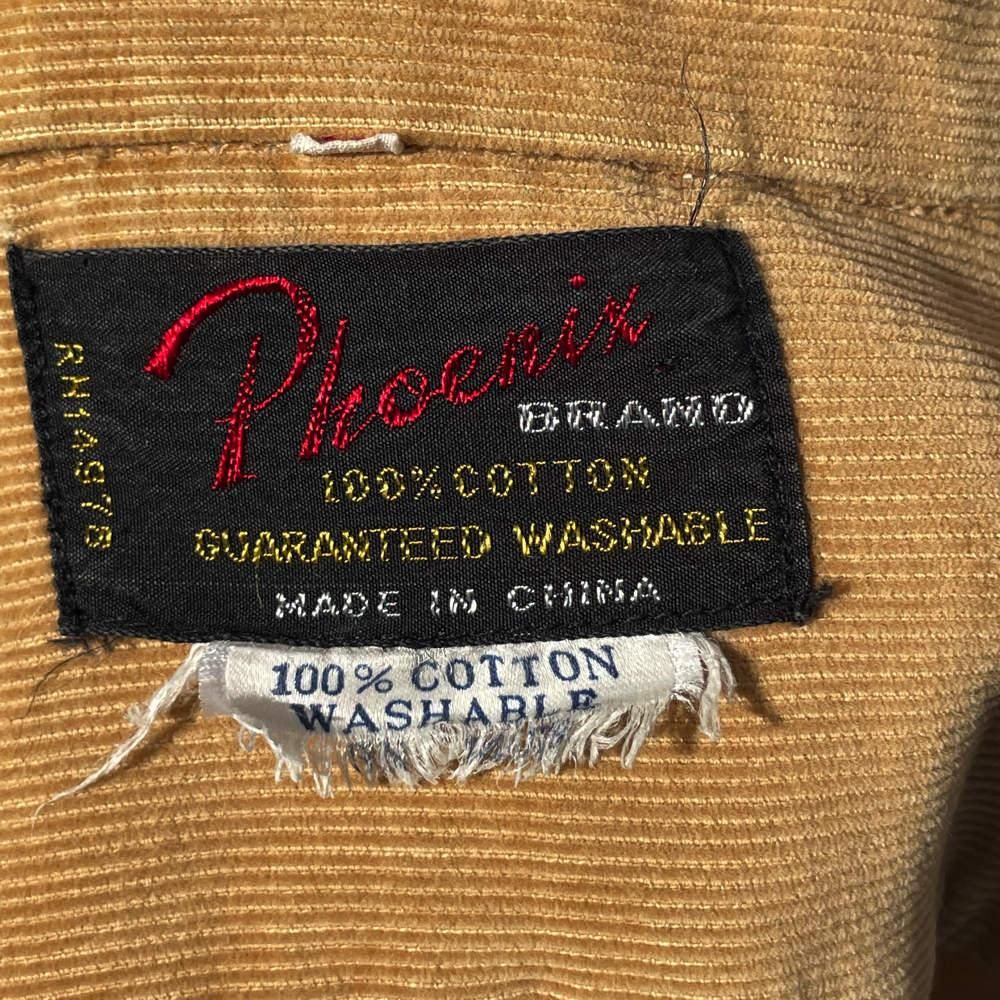 Phoenix
BRAND
100% COTTON
GUARANTEED WASHABLE
MADE IN CHINA
RN14978
100% COTTON
WASHABLE